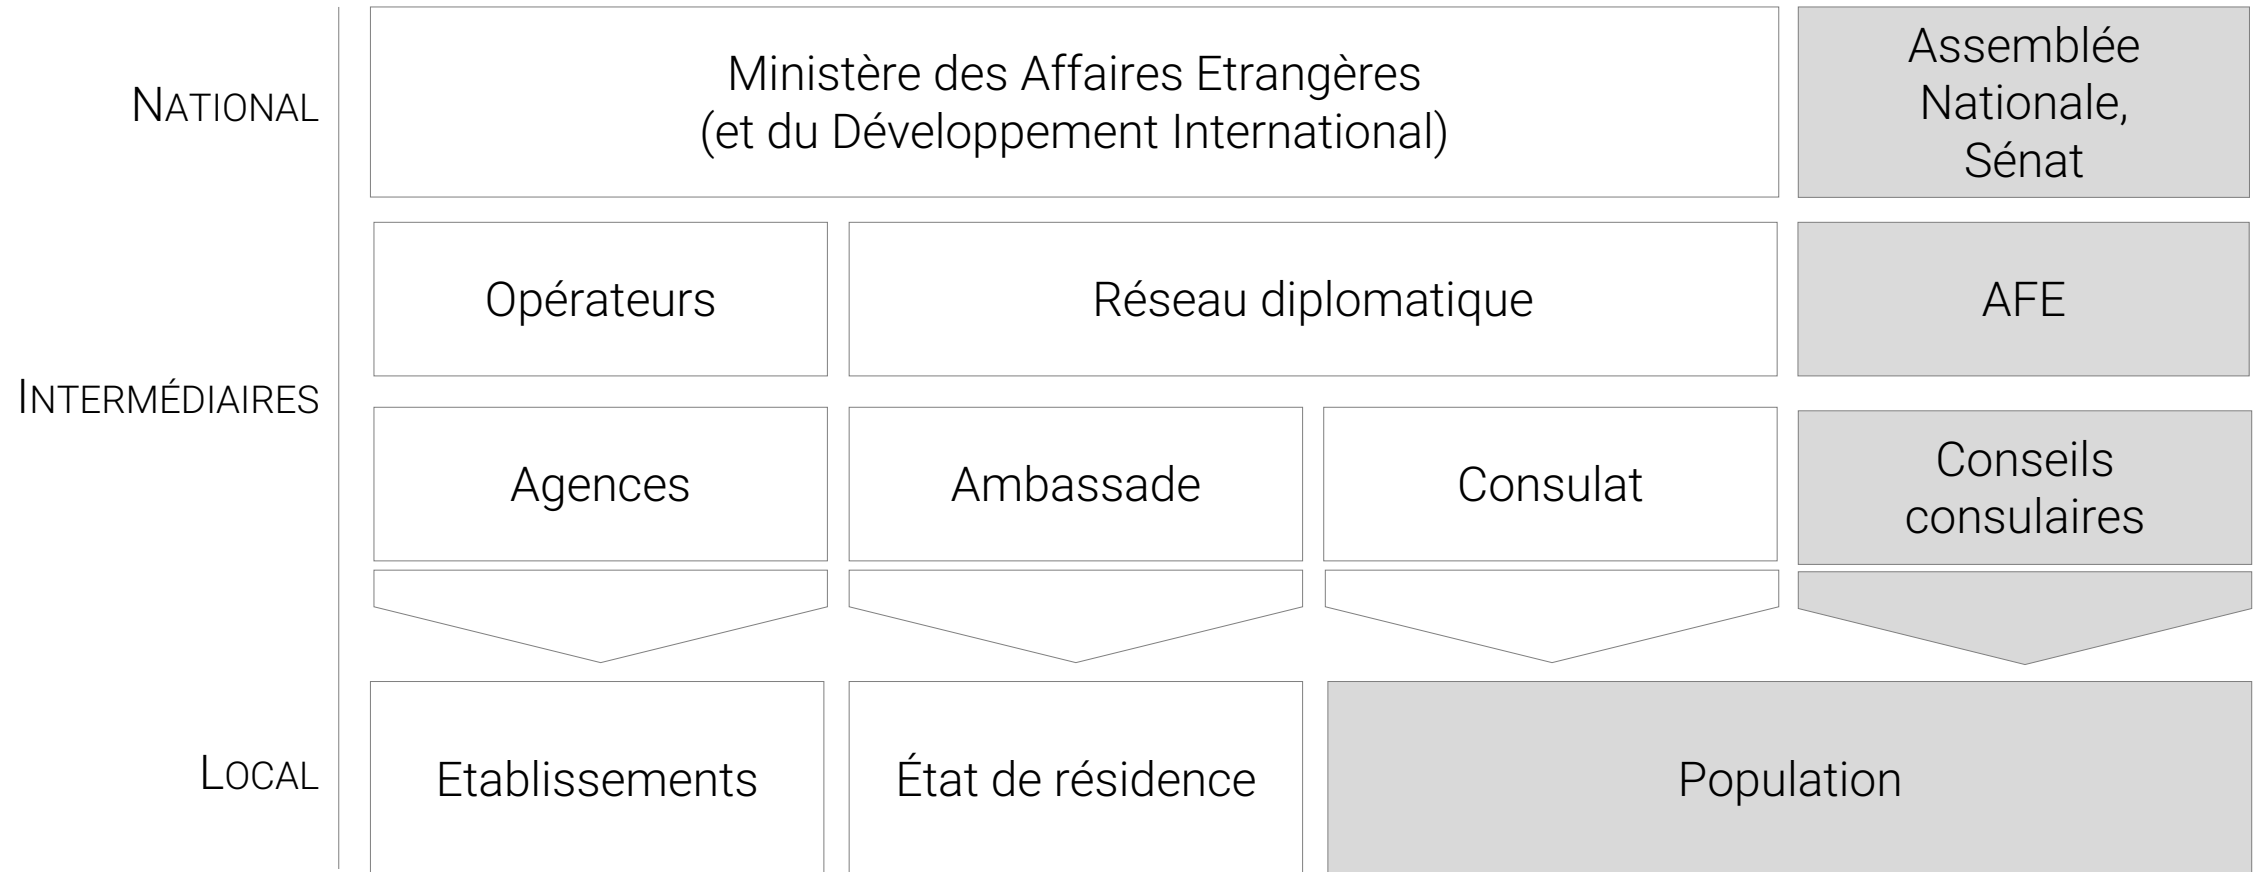 NATIONAL
Ministère des Affaires Etrangères
(et du Développement International)
Assemblée
Nationale,
Sénat
INTERMÉDIAIRES
Opérateurs
Réseau diplomatique
AFE
Agences
Ambassade
Consulat
Conseils
consulaires
LOCAL
Etablissements
État de résidence
Population